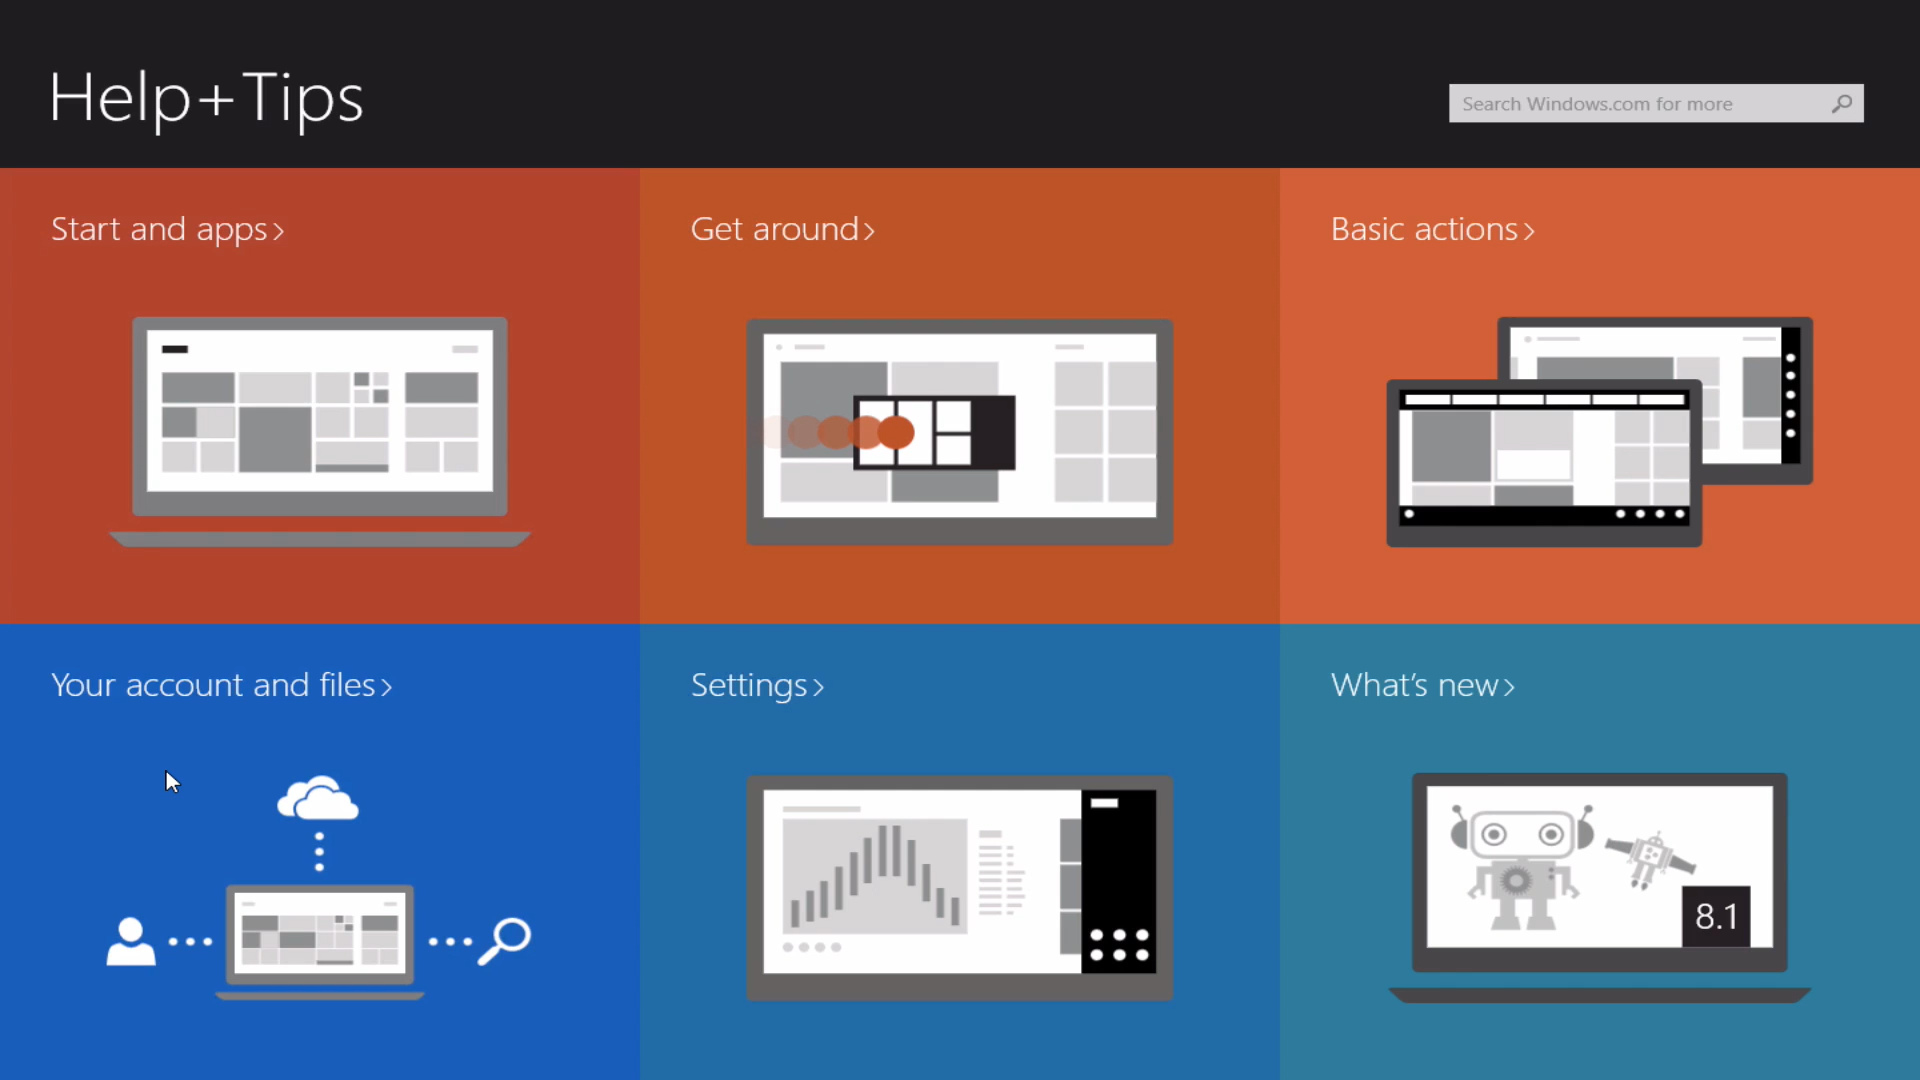 Help+Tips
Search Windows.com for more
Start and apps>
Get around>
Basic actions>
Your account and files>
Settings>
What's new>
8.1